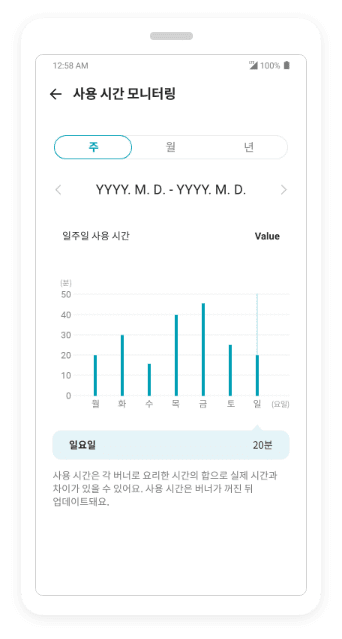 12:58 AM 100%
사용 시간 모니터링
주 월 년
YYYY. M. D. - YYYY. M. D.
일주일 사용 시간 Value
(분)
50
40
30
20
10
0
월 화 수 목 금 토 일 (요일)
일요일 20분
사용 시간은 각 버너로 요리한 시간의 합으로 실제 시간과
차이가 있을 수 있어요. 사용 시간은 버너가 꺼진 뒤
업데이트돼요.